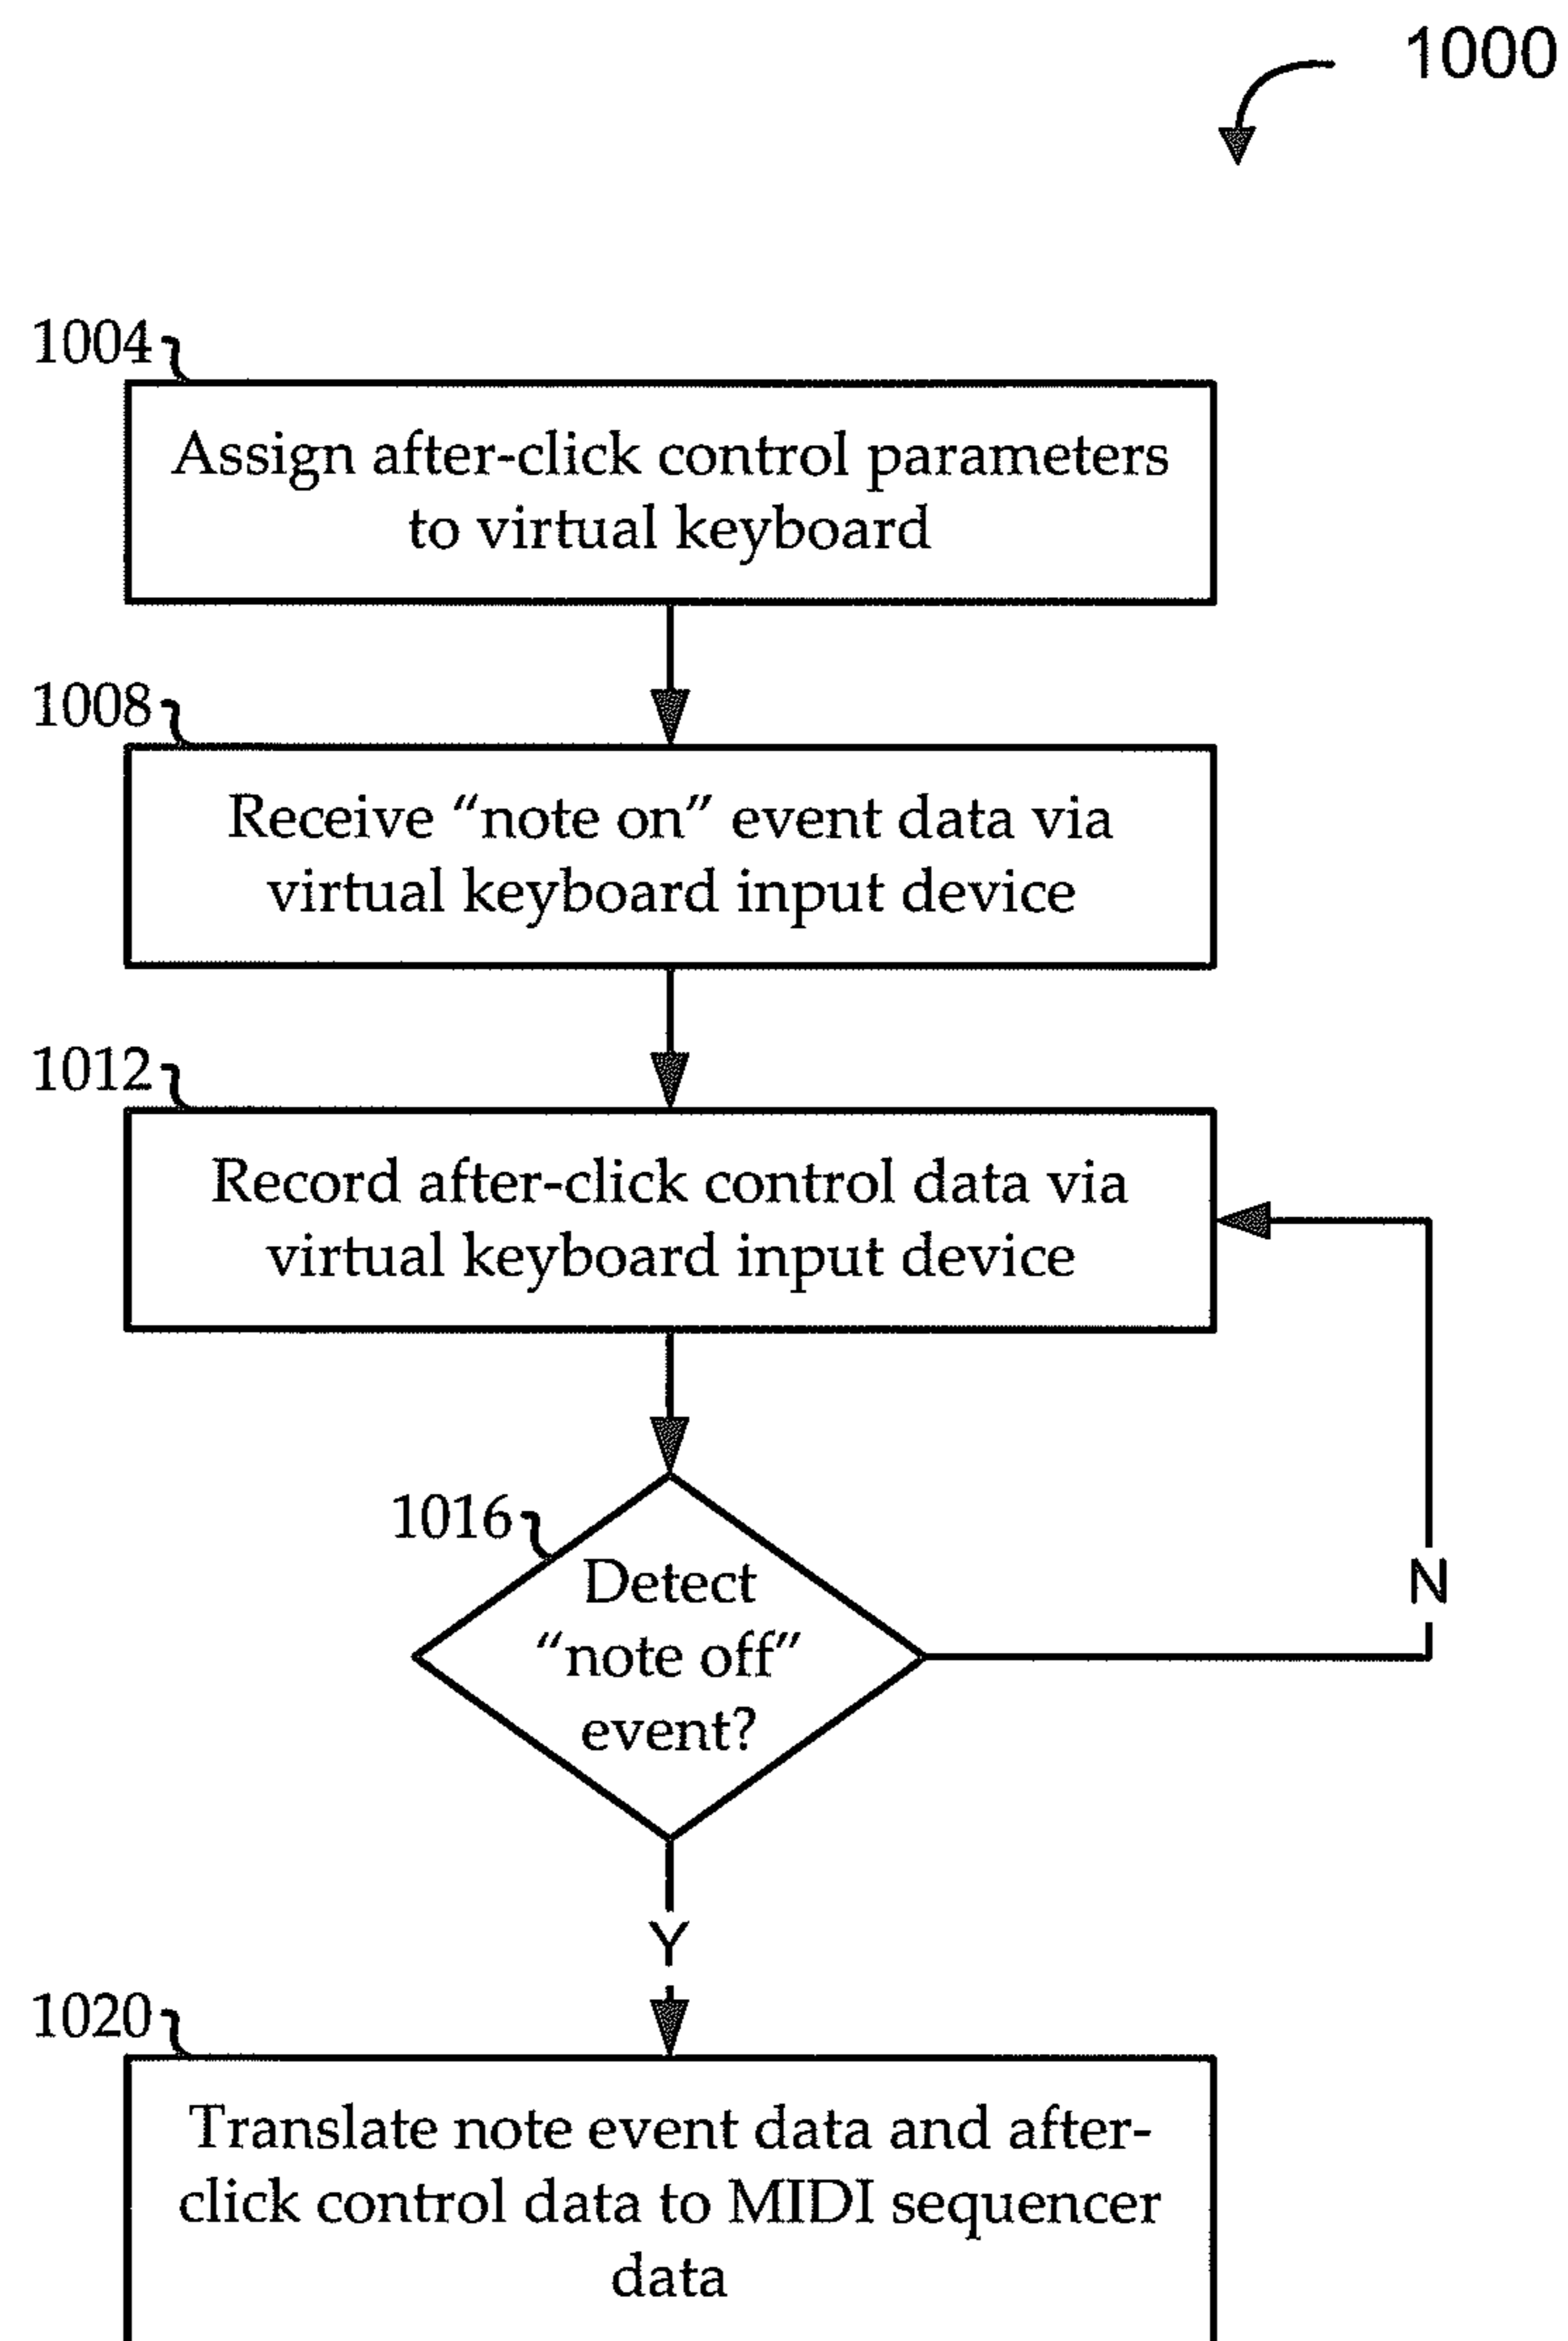 1000
1004
Assign after-click control parameters
to virtual keyboard
1008
Receive “note on” event data via
virtual keyboard input device
1012
Record after-click control data via
virtual keyboard input device
1016
Detect
“note off”
event?
N
Y
1020
Translate note event data and after-
click control data to MIDI sequencer
data